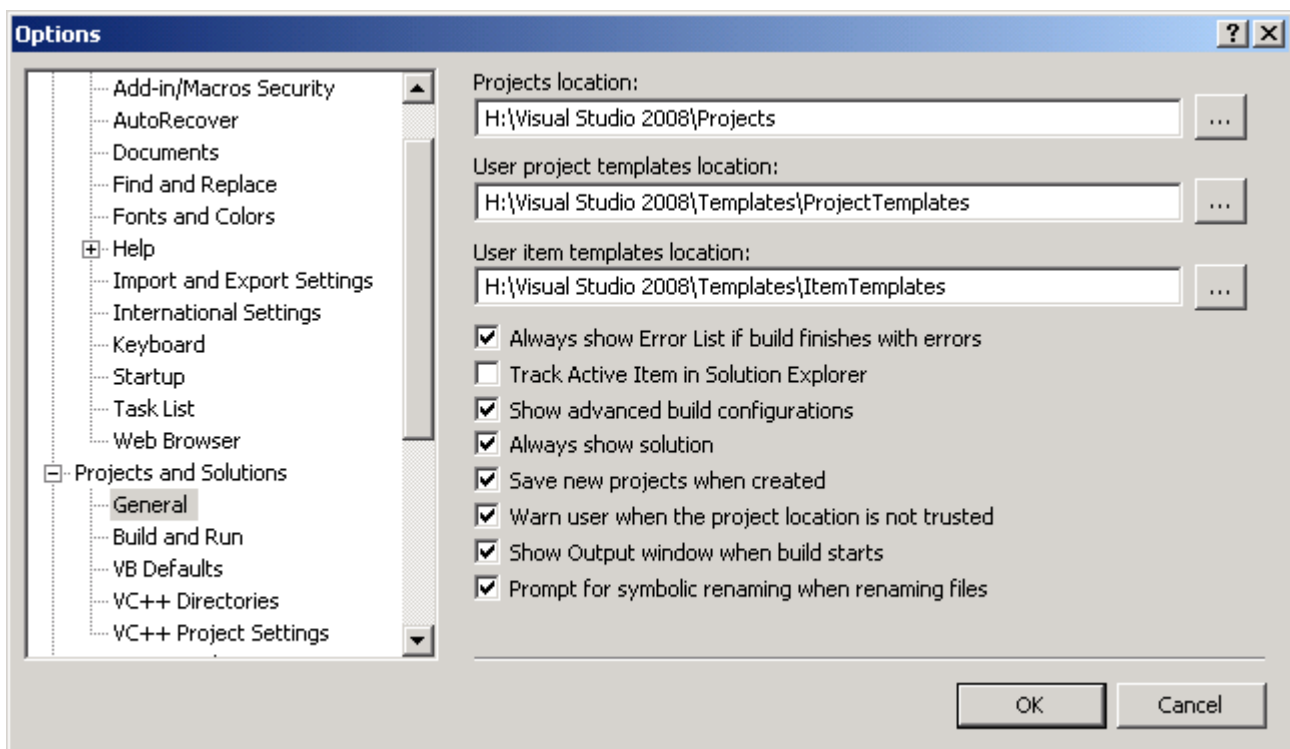 Options
Add-in/Macros Security
AutoRecover
Documents
Find and Replace
Fonts and Colors
Help
Import and Export Settings
International Settings
Keyboard
Startup
Task List
Web Browser
Projects and Solutions
General
Build and Run
VB Defaults
VC++ Directories
VC++ Project Settings
Projects location:
H:\Visual Studio 2008\Projects
...
User project templates location:
H:\Visual Studio 2008\Templates\ProjectTemplates
...
User item templates location:
H:\Visual Studio 2008\Templates\ItemTemplates
...
Always show Error List if build finishes with errors
Track Active Item in Solution Explorer
Show advanced build configurations
Always show solution
Save new projects when created
Warn user when the project location is not trusted
Show Output window when build starts
Prompt for symbolic renaming when renaming files
OK
Cancel